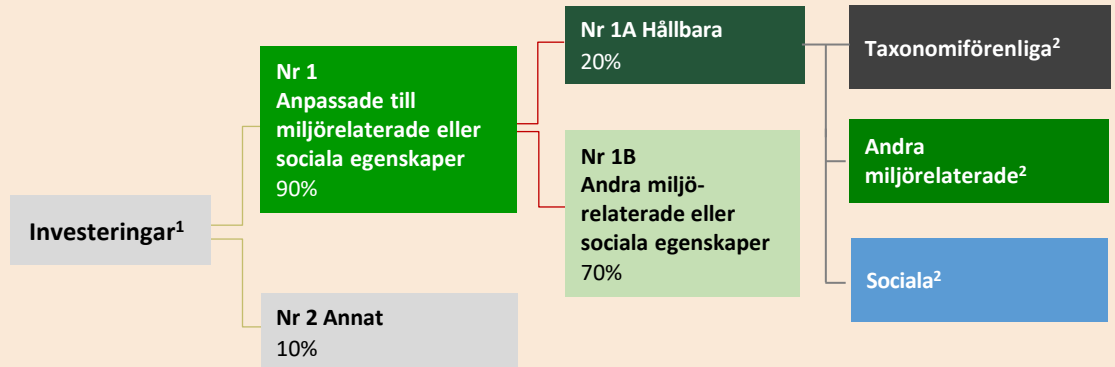 Investeringar¹
Nr 1
Anpassade till
miljörelaterade eller
sociala egenskaper
90%
Nr 2 Annat
10%
Nr 1A Hållbara
20%
Nr 1B
Andra miljö-
relaterade eller
sociala egenskaper
70%
Taxonomiförenliga²
Andra
miljörelaterade²
Sociala²